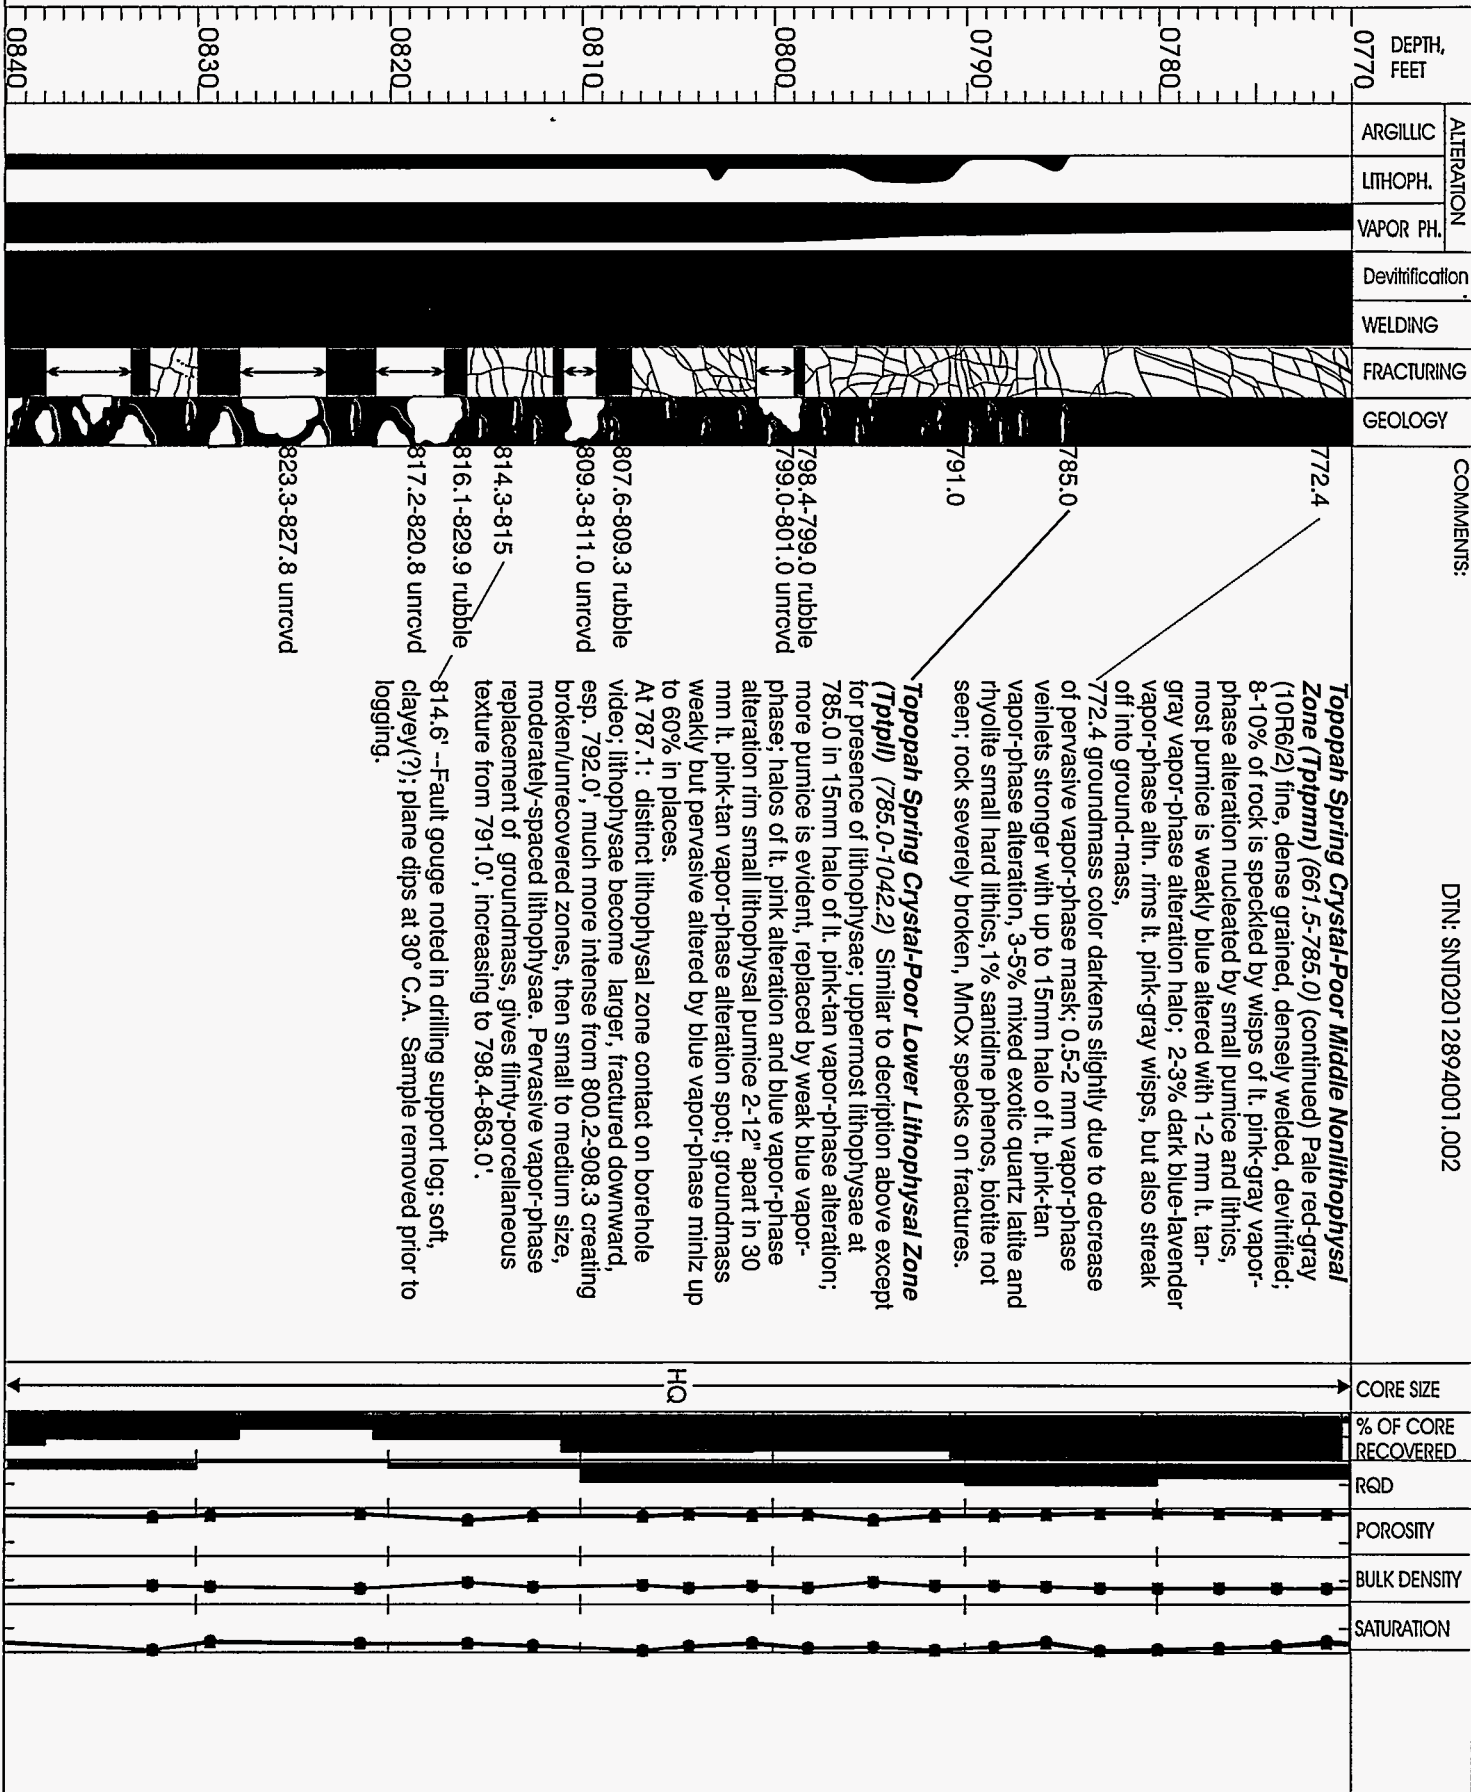 DEPTH,
FEET
ALTERATION
ARGILLIC
LITHOPH.
VAPOR PH.
Devitrification
WELDING
FRACTURING
GEOLOGY
COMMENTS:
DTN: SNT02012894001.002
CORE SIZE
% OF CORE
RECOVERED
RQD
POROSITY
BULK DENSITY
SATURATION
0770
0780
0790
0800
0810
0820
0830
0840
772.4
785.0
791.0
798.4-799.0 rubble
799.0-801.0 unrcvd
807.6-809.3 rubble
809.3-811.0 unrcvd
814.3-815
816.1-829.9 rubble
817.2-820.8 unrcvd
823.3-827.8 unrcvd
Topopah Spring Crystal-Poor Middle Nonlithophysal
Zone (Tptpmn) (661.5-785.0) (continued) Pale red-gray
(10R6/2) fine, dense grained, densely welded, devitrified;
8-10% of rock is speckled by wisps of lt. pink-gray vapor-
phase alteration nucleated by small pumice and lithics,
most pumice is weakly blue altered with 1-2 mm lt. tan-
gray vapor-phase alteration halo; 2-3% dark blue-lavender
vapor-phase altn. rims lt. pink-gray wisps, but also streak
off into ground-mass,
772.4 groundmass color darkens slightly due to decrease
of pervasive vapor-phase mask; 0.5-2 mm vapor-phase
veinlets stronger with up to 15mm halo of lt. pink-tan
vapor-phase alteration, 3-5% mixed exotic quartz latite and
rhyolite small hard lithics,1% sanidine phenos, biotite not
seen; rock severely broken, MnOx specks on fractures.
Topopah Spring Crystal-Poor Lower Lithophysal Zone
(Tptpll) (785.0-1042.2) Similar to decription above except
for presence of lithophysae; uppermost lithophysae at
785.0 in 15mm halo of lt. pink-tan vapor-phase alteration;
more pumice is evident, replaced by weak blue vapor-
phase; halos of lt. pink alteration and blue vapor-phase
alteration rim small lithophysal pumice 2-12" apart in 30
mm lt. pink-tan vapor-phase alteration spot; groundmass
weakly but pervasive altered by blue vapor-phase minlz up
to 60% in places.
At 787.1: distinct lithophysal zone contact on borehole
video; lithophysae become larger, fractured downward,
esp. 792.0', much more intense from 800.2-908.3 creating
broken/unrecovered zones, then small to medium size,
moderately-spaced lithophysae. Pervasive vapor-phase
replacement of groundmass, gives flinty-porcellaneous
texture from 791.0', increasing to 798.4-863.0'.
814.6' --Fault gouge noted in drilling support log; soft,
clayey(?); plane dips at 30° C.A. Sample removed prior to
logging.
HQ